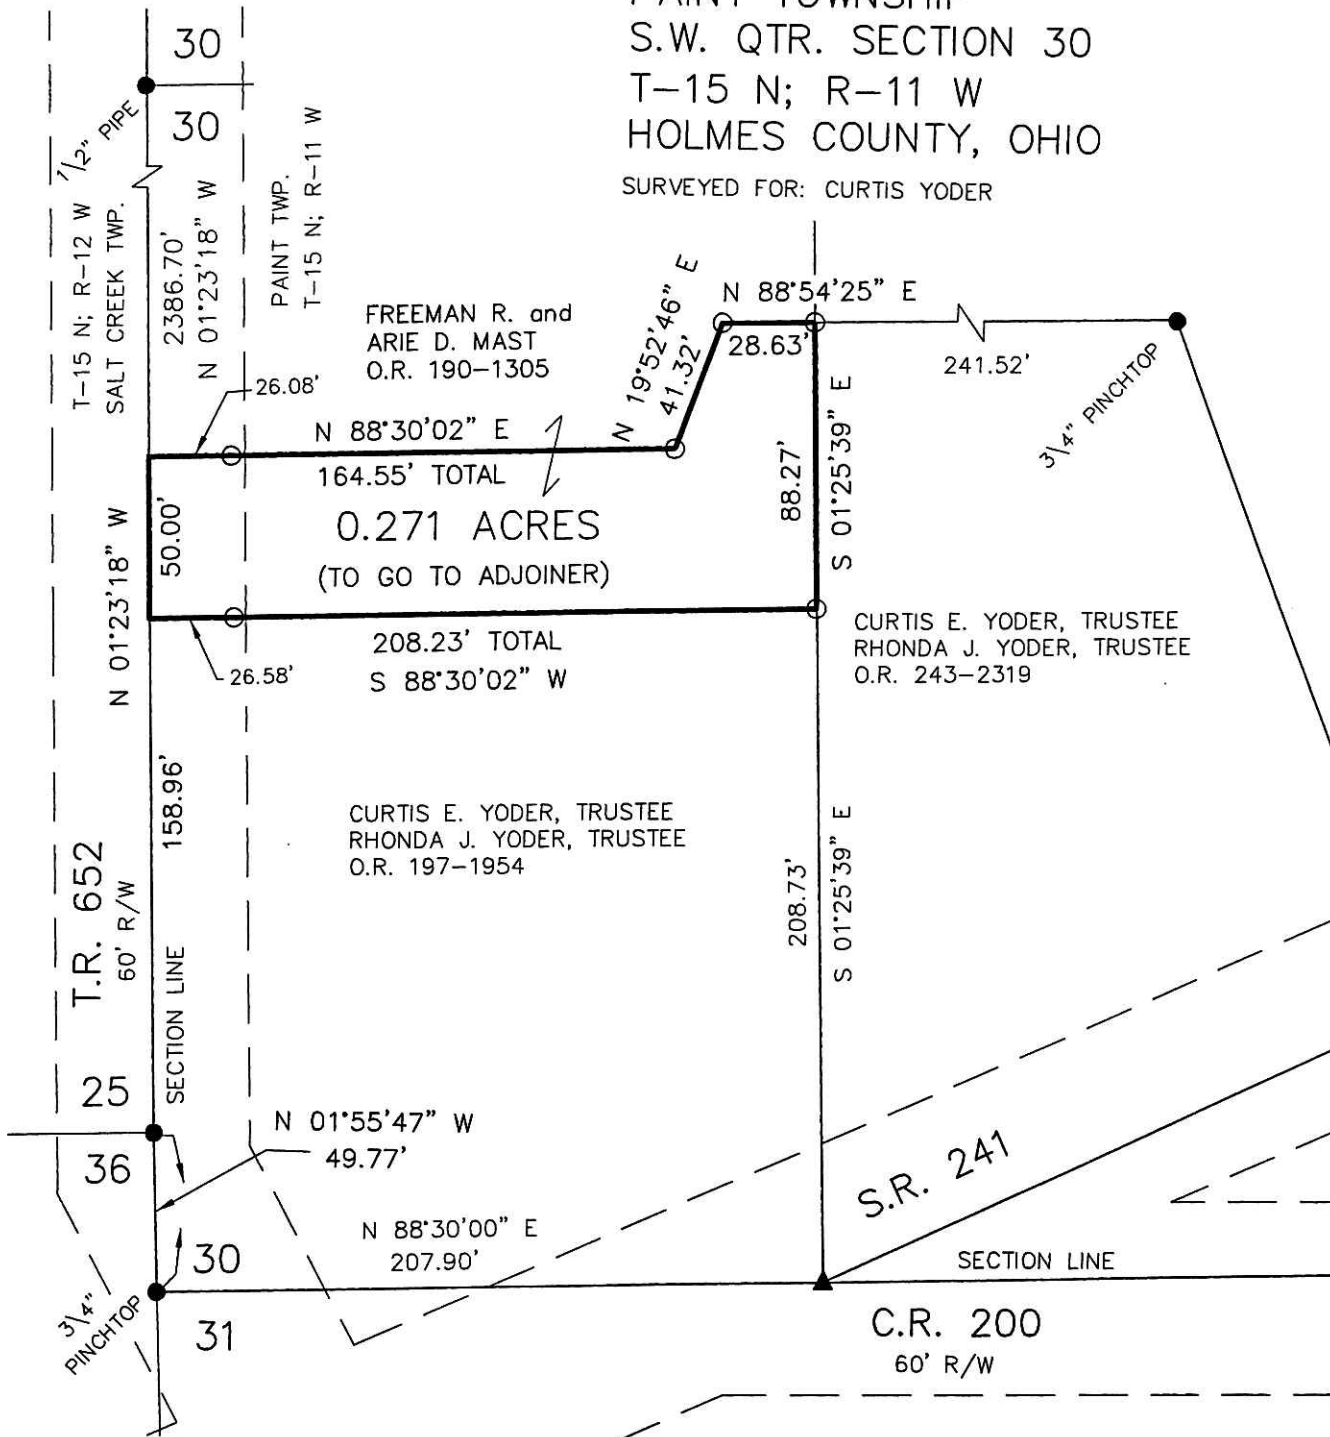 PAINT TOWNSHIP
S.W. QTR. SECTION 30
T-15 N; R-11 W
HOLMES COUNTY, OHIO
SURVEYED FOR: CURTIS YODER
30
30
1/2" PIPE
T-15 N; R-12 W
SALT CREEK TWP.
2386.70'
N 01°23'18" W
PAINT TWP.
T-15 N; R-11 W
FREEMAN R. and
ARIE D. MAST
O.R. 190-1305
26.08'
N 88°30'02" E
164.55' TOTAL
N 19°52'46" E
41.32'
N 88°54'25" E
28.63'
241.52'
3/4" PINCHTOP
88.27'
S 01°25'39" E
0.271 ACRES
(TO GO TO ADJOINER)
N 01°23'18" W
50.00'
208.23' TOTAL
S 88°30'02" W
26.58'
CURTIS E. YODER, TRUSTEE
RHONDA J. YODER, TRUSTEE
O.R. 243-2319
158.96'
CURTIS E. YODER, TRUSTEE
RHONDA J. YODER, TRUSTEE
O.R. 197-1954
208.73'
S 01°25'39" E
T.R. 652
60' R/W
SECTION LINE
25
36
N 01°55'47" W
49.77'
N 88°30'00" E
207.90'
30
31
3/4"
PINCHTOP
S.R. 241
SECTION LINE
C.R. 200
60' R/W